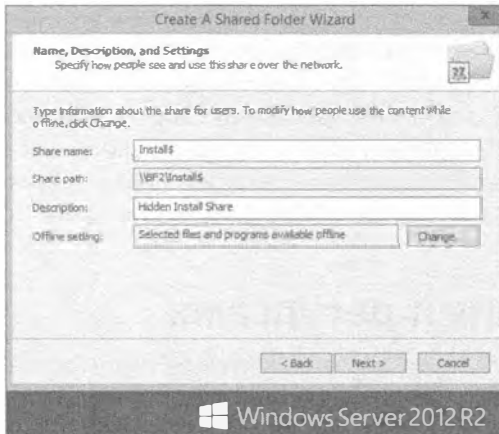 Create A Shared Folder Wizard
Name, Description, and Settings
Specify how people see and use this share over the network.
Type information about the share for users. To modify how people use the content while
offline, click Change.
Share name:
Install$
Share path:
\\BF2\Install$
Description:
Hidden Install Share
Offline setting:
Selected files and programs available offline
Change...
< Back
Next >
Cancel
Windows Server 2012 R2